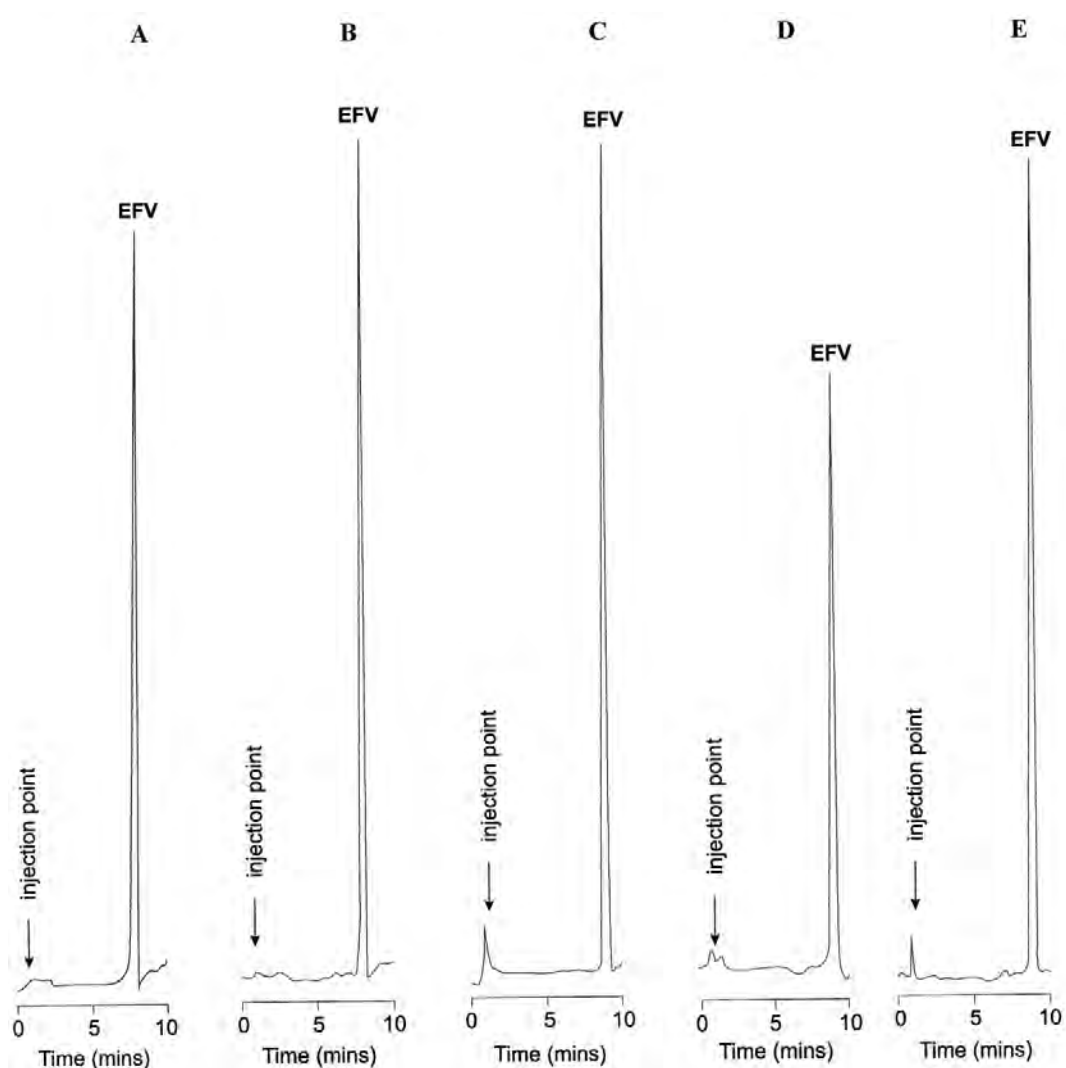 A B C D E
EFV EFV EFV EFV EFV
injection point injection point injection point injection point injection point
0 5 10 0 5 10 0 5 10 0 5 10 0 5 10
Time (mins) Time (mins) Time (mins) Time (mins) Time (mins)